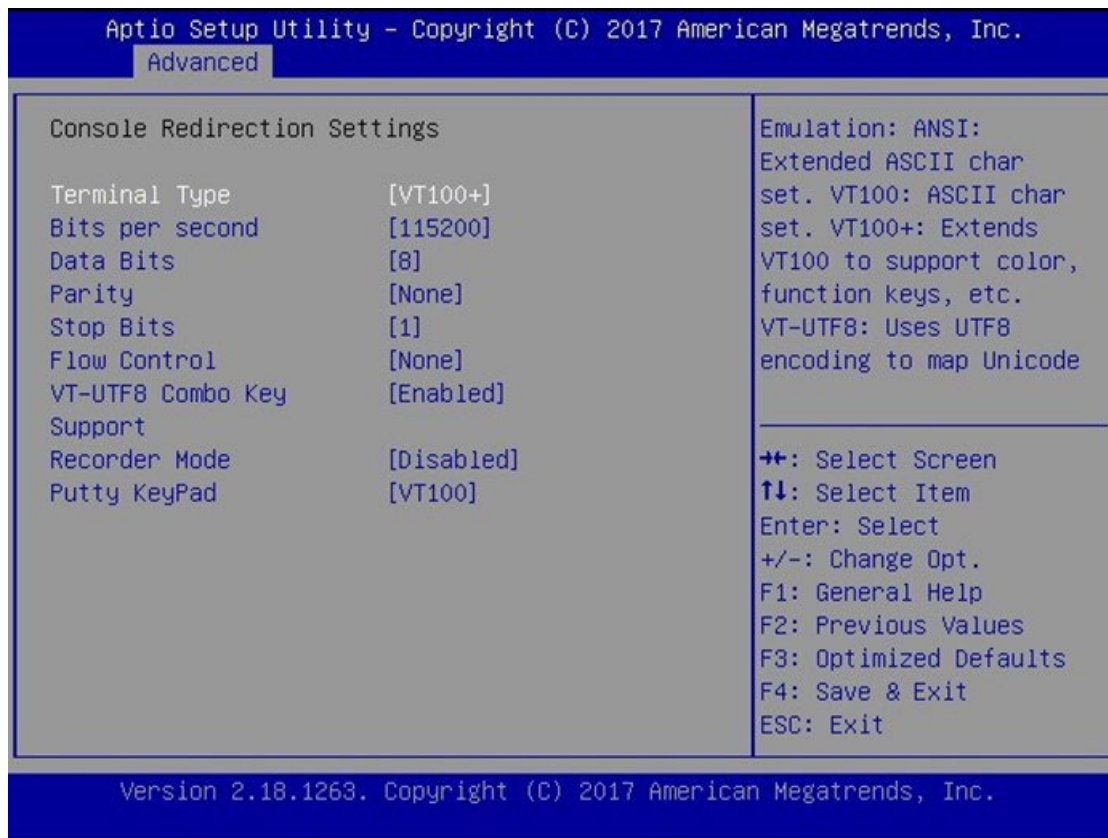 Aptio Setup Utility – Copyright (C) 2017 American Megatrends, Inc.
Advanced
Console Redirection Settings
Terminal Type [VT100+]
Bits per second [115200]
Data Bits [8]
Parity [None]
Stop Bits [1]
Flow Control [None]
VT-UTF8 Combo Key [Enabled]
Support
Recorder Mode [Disabled]
Putty KeyPad [VT100]
Emulation: ANSI:
Extended ASCII char
set. VT100: ASCII char
set. VT100+: Extends
VT100 to support color,
function keys, etc.
VT-UTF8: Uses UTF8
encoding to map Unicode
→←: Select Screen
↑↓: Select Item
Enter: Select
+/-: Change Opt.
F1: General Help
F2: Previous Values
F3: Optimized Defaults
F4: Save & Exit
ESC: Exit
Version 2.18.1263. Copyright (C) 2017 American Megatrends, Inc.